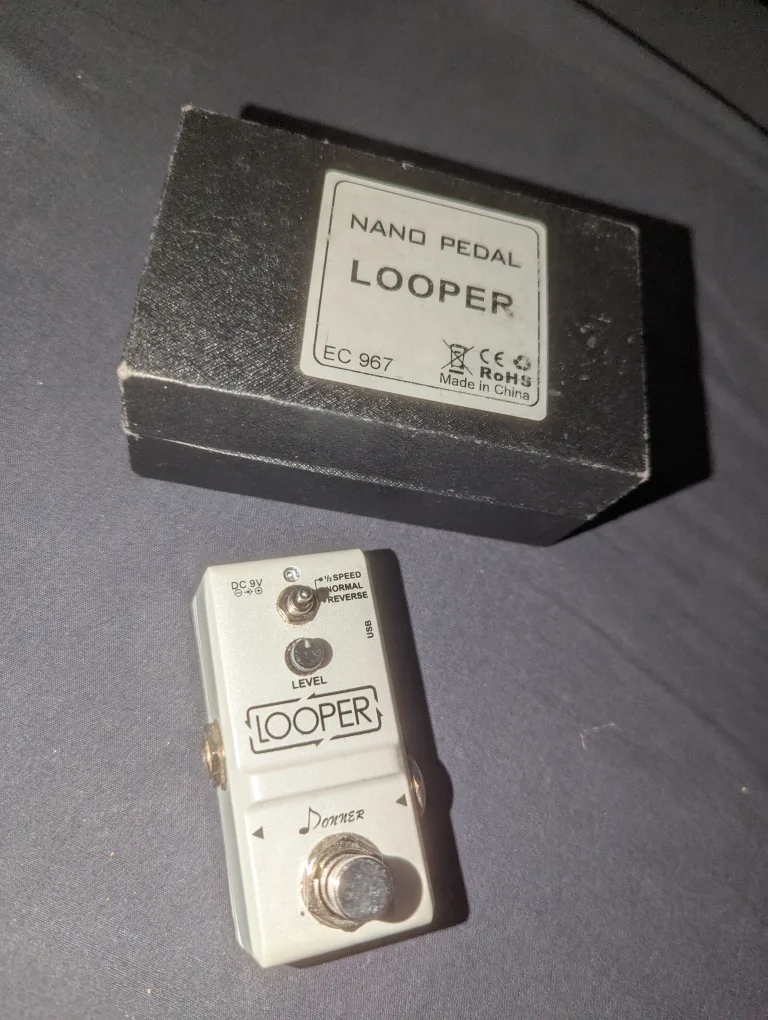 NANO PEDAL
LOOPER
EC 967
CE
RoHS
Made in China
DC 9V
½ SPEED
NORMAL
REVERSE
USB
LEVEL
LOOPER
DONNER